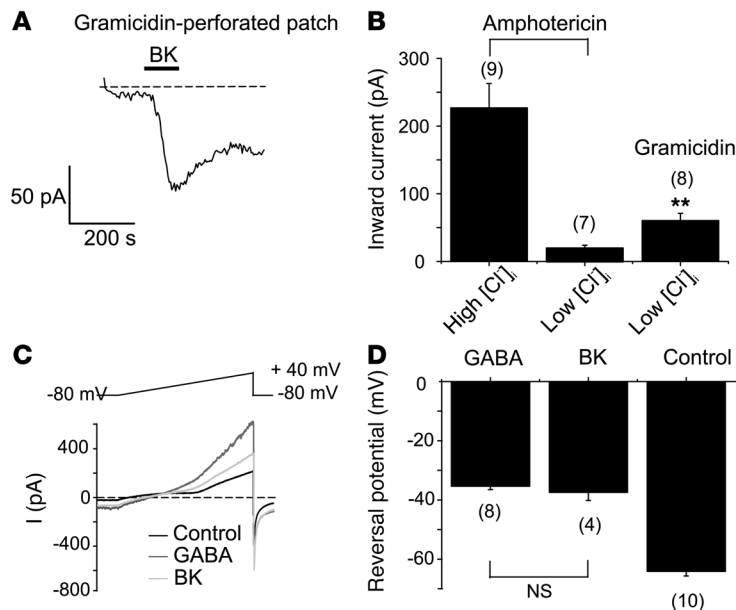 A
Gramicidin-perforated patch
BK
50 pA
200 s
B
Amphotericin
(9)
Inward current (pA)
300
200
100
0
(7)
Gramicidin
(8)
**
High [Cl-]i
Low [Cl-]i
Low [Cl-]i
C
+ 40 mV
-80 mV
-80 mV
I (pA)
400
0
-400
-800
Control
GABA
BK
D
GABA
BK
Control
Reversal potential (mV)
0
-20
-40
-60
(8)
(4)
(10)
NS